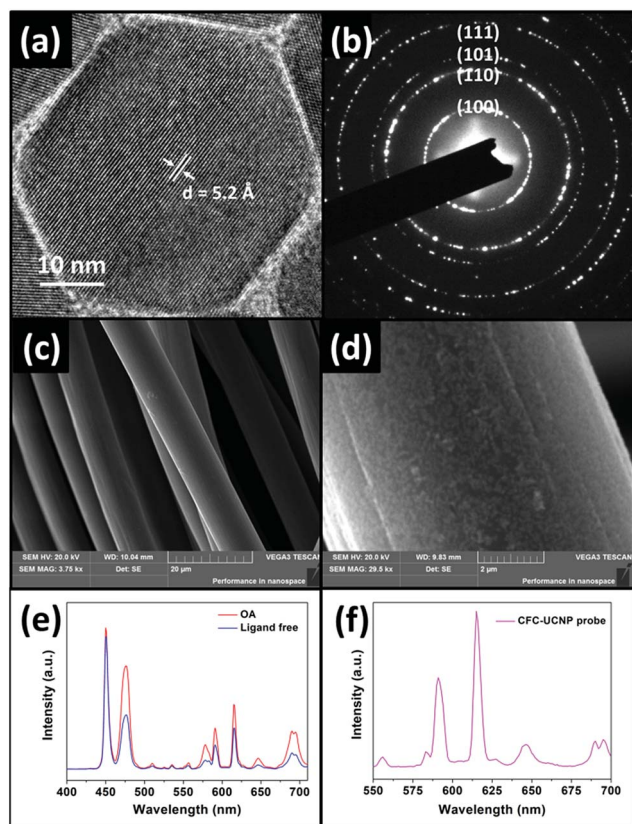 (a)
d = 5.2 Å
10 nm
(b)
(111)
(101)
(110)
(100)
(c)
SEM HV: 20.0 kV WD: 10.04 mm VEGA3 TESCAN
SEM MAG: 3.75 kx Det: SE 20 µm
Performance in nanospace
(d)
SEM HV: 20.0 kV WD: 9.83 mm VEGA3 TESCAN
SEM MAG: 29.5 kx Det: SE 2 µm
Performance in nanospace
(e)
OA
Ligand free
Intensity (a.u.)
400 450 500 550 600 650 700
Wavelength (nm)
(f)
CFC-UCNP probe
Intensity (a.u.)
550 575 600 625 650 675 700
Wavelength (nm)